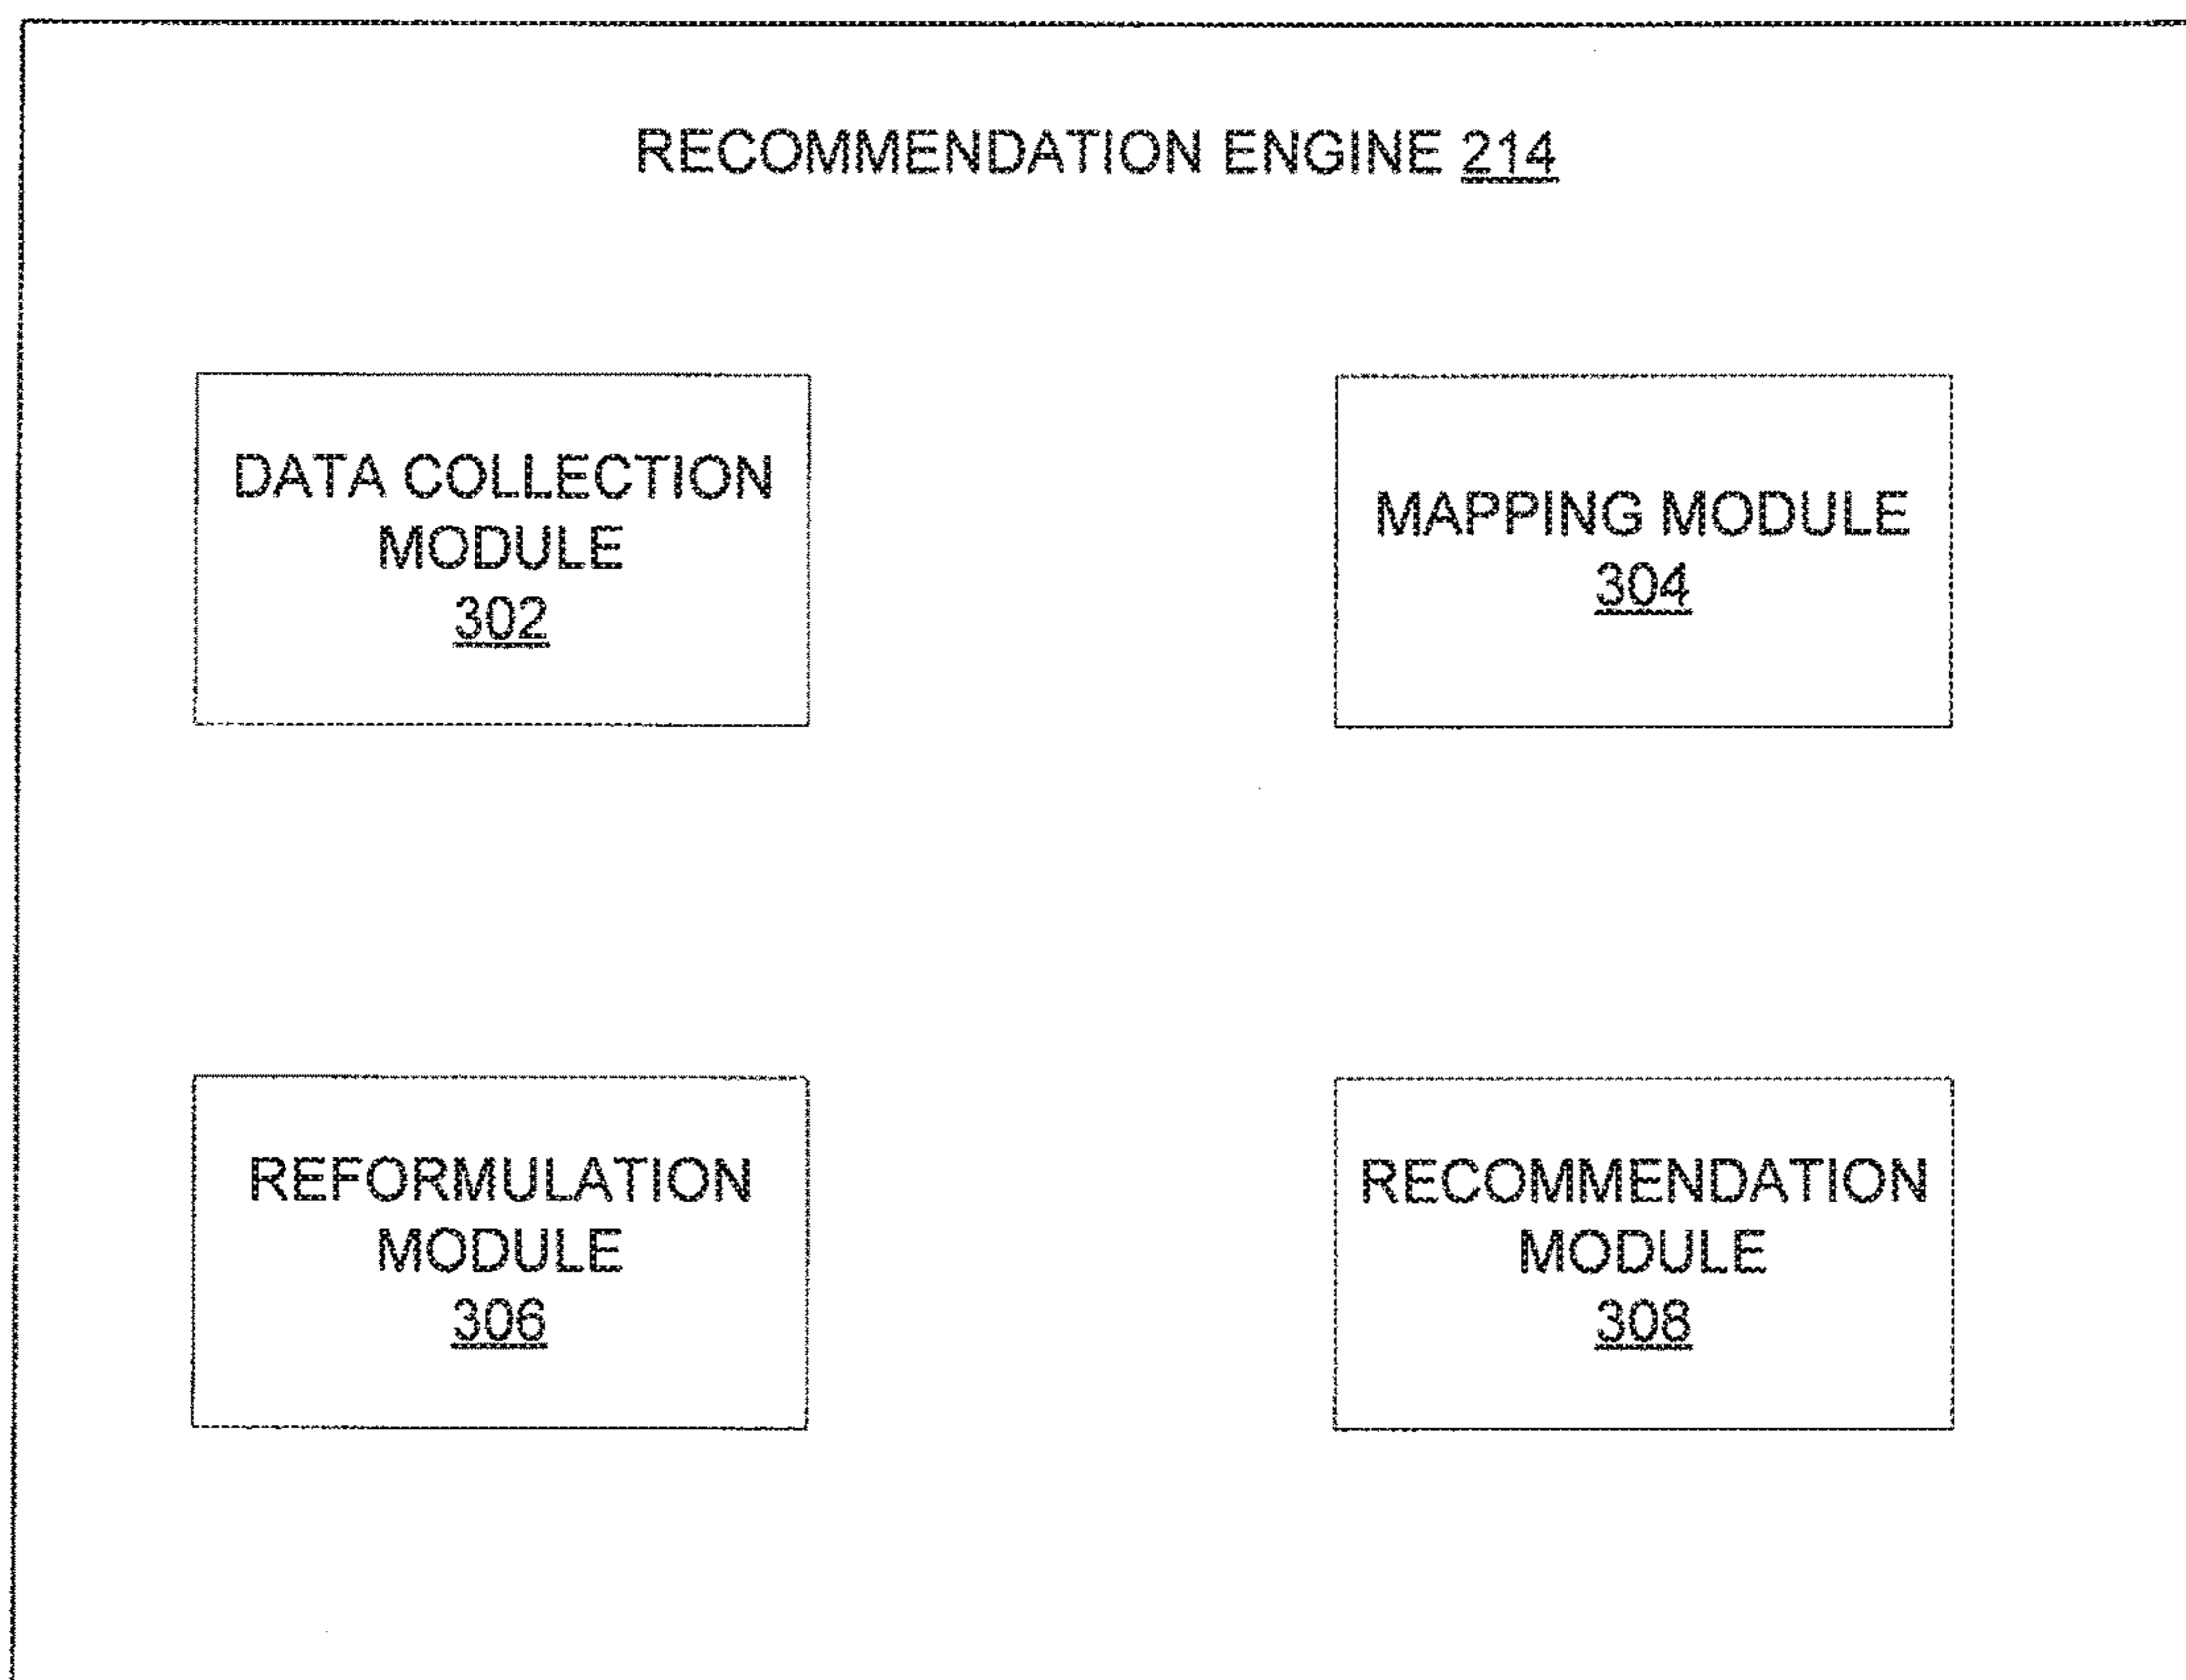 RECOMMENDATION ENGINE 214
DATA COLLECTION
MODULE
302
MAPPING MODULE
304
REFORMULATION
MODULE
306
RECOMMENDATION
MODULE
308